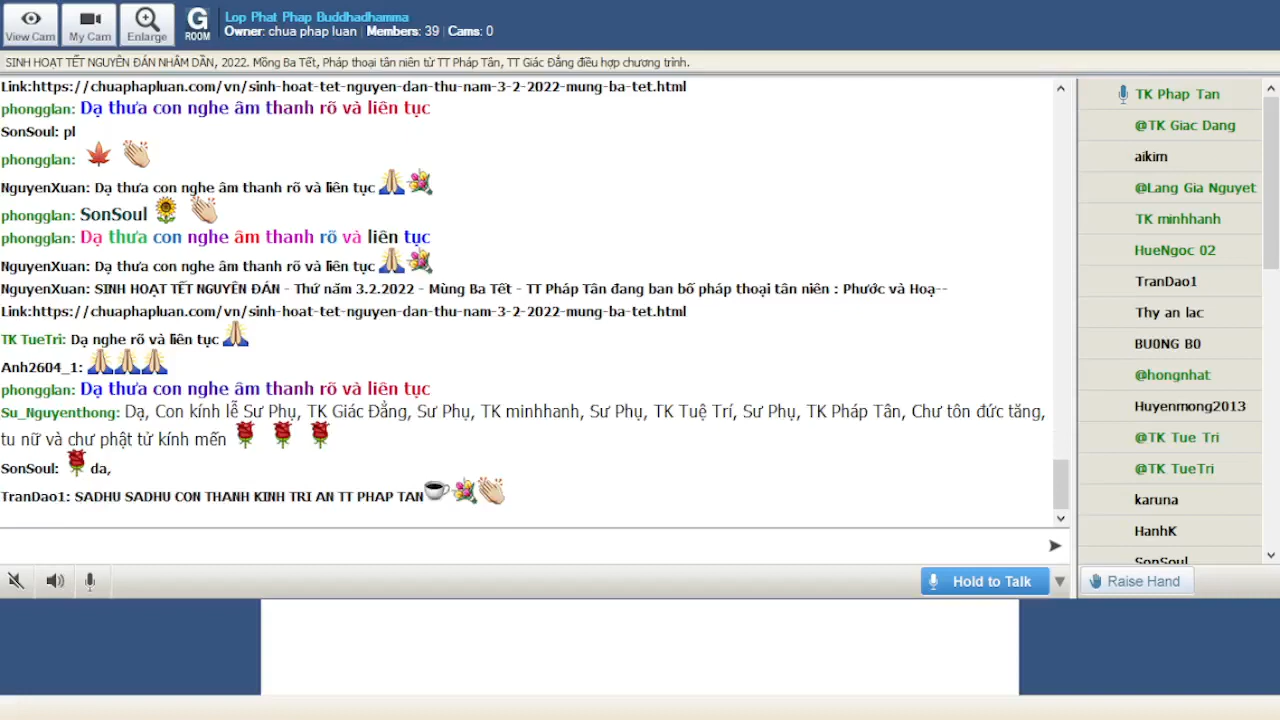 View Cam
My Cam
Enlarge
G
ROOM
Lop Phat Phap Buddhadhamma
Owner: chua phap luan | Members: 39 | Cams: 0
SINH HOẠT TẾT NGUYÊN ĐÁN NHÂM DẦN, 2022. Mồng Ba Tết, Pháp thoại tân niên từ TT Pháp Tân, TT Giác Đẳng điều hợp chương trình.
Link:https://chuaphapluan.com/vn/sinh-hoat-tet-nguyen-dan-thu-nam-3-2-2022-mung-ba-tet.html
phongglan: Dạ thưa con nghe âm thanh rõ và liên tục
SonSoul: pl
phongglan:
NguyenXuan: Dạ thưa con nghe âm thanh rõ và liên tục
phongglan: SonSoul
phongglan: Dạ thưa con nghe âm thanh rõ và liên tục
NguyenXuan: Dạ thưa con nghe âm thanh rõ và liên tục
NguyenXuan: SINH HOẠT TẾT NGUYÊN ĐÁN - Thứ năm 3.2.2022 - Mùng Ba Tết - TT Pháp Tân đang ban bố pháp thoại tân niên : Phước và Hoạ--
Link:https://chuaphapluan.com/vn/sinh-hoat-tet-nguyen-dan-thu-nam-3-2-2022-mung-ba-tet.html
TK TueTri: Dạ nghe rõ và liên tục
Anh2604_1:
phongglan: Dạ thưa con nghe âm thanh rõ và liên tục
Su_Nguyenthong: Dạ, Con kính lễ Sư Phụ, TK Giác Đẳng, Sư Phụ, TK minhhanh, Sư Phụ, TK Tuệ Trí, Sư Phụ, TK Pháp Tân, Chư tôn đức tăng,
tu nữ và chư phật tử kính mến
SonSoul: da,
TranDao1: SADHU SADHU CON THANH KINH TRI AN TT PHAP TAN
TK Phap Tan
@TK Giac Dang
aikim
@Lang Gia Nguyet
TK minhhanh
HueNgoc 02
TranDao1
Thy an lac
BU0NG B0
@hongnhat
Huyenmong2013
@TK Tue Tri
@TK TueTri
karuna
HanhK
SonSoul
Hold to Talk
Raise Hand